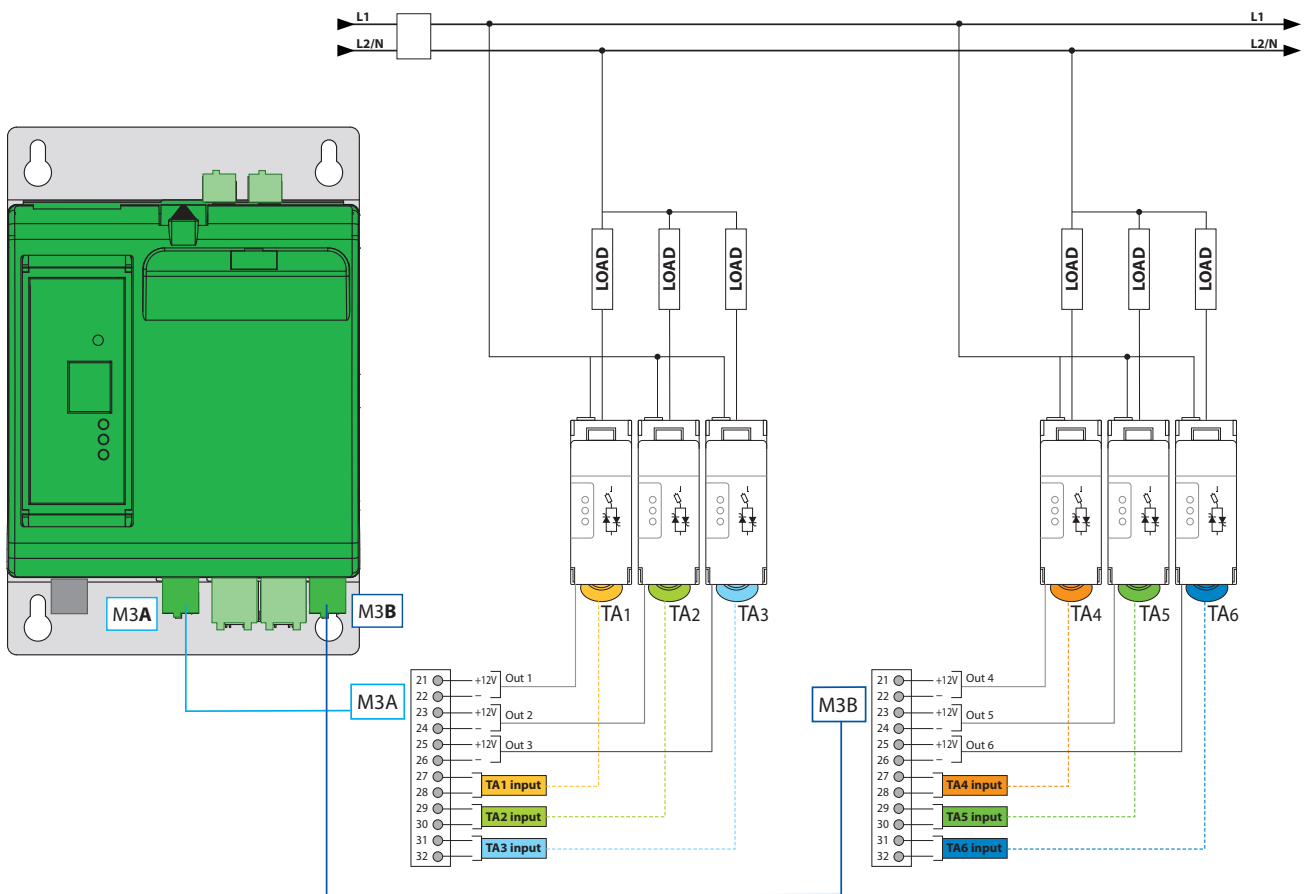 L1 L1
L2/N L2/N
LOAD LOAD LOAD LOAD LOAD LOAD
M3A M3B
TA1 TA2 TA3 TA4 TA5 TA6
M3A
21 +12V Out 1
22 –
23 +12V Out 2
24 –
25 +12V Out 3
26 –
27 TA1 input
28
29 TA2 input
30
31 TA3 input
32
M3B
21 +12V Out 4
22 –
23 +12V Out 5
24 –
25 +12V Out 6
26 –
27 TA4 input
28
29 TA5 input
30
31 TA6 input
32